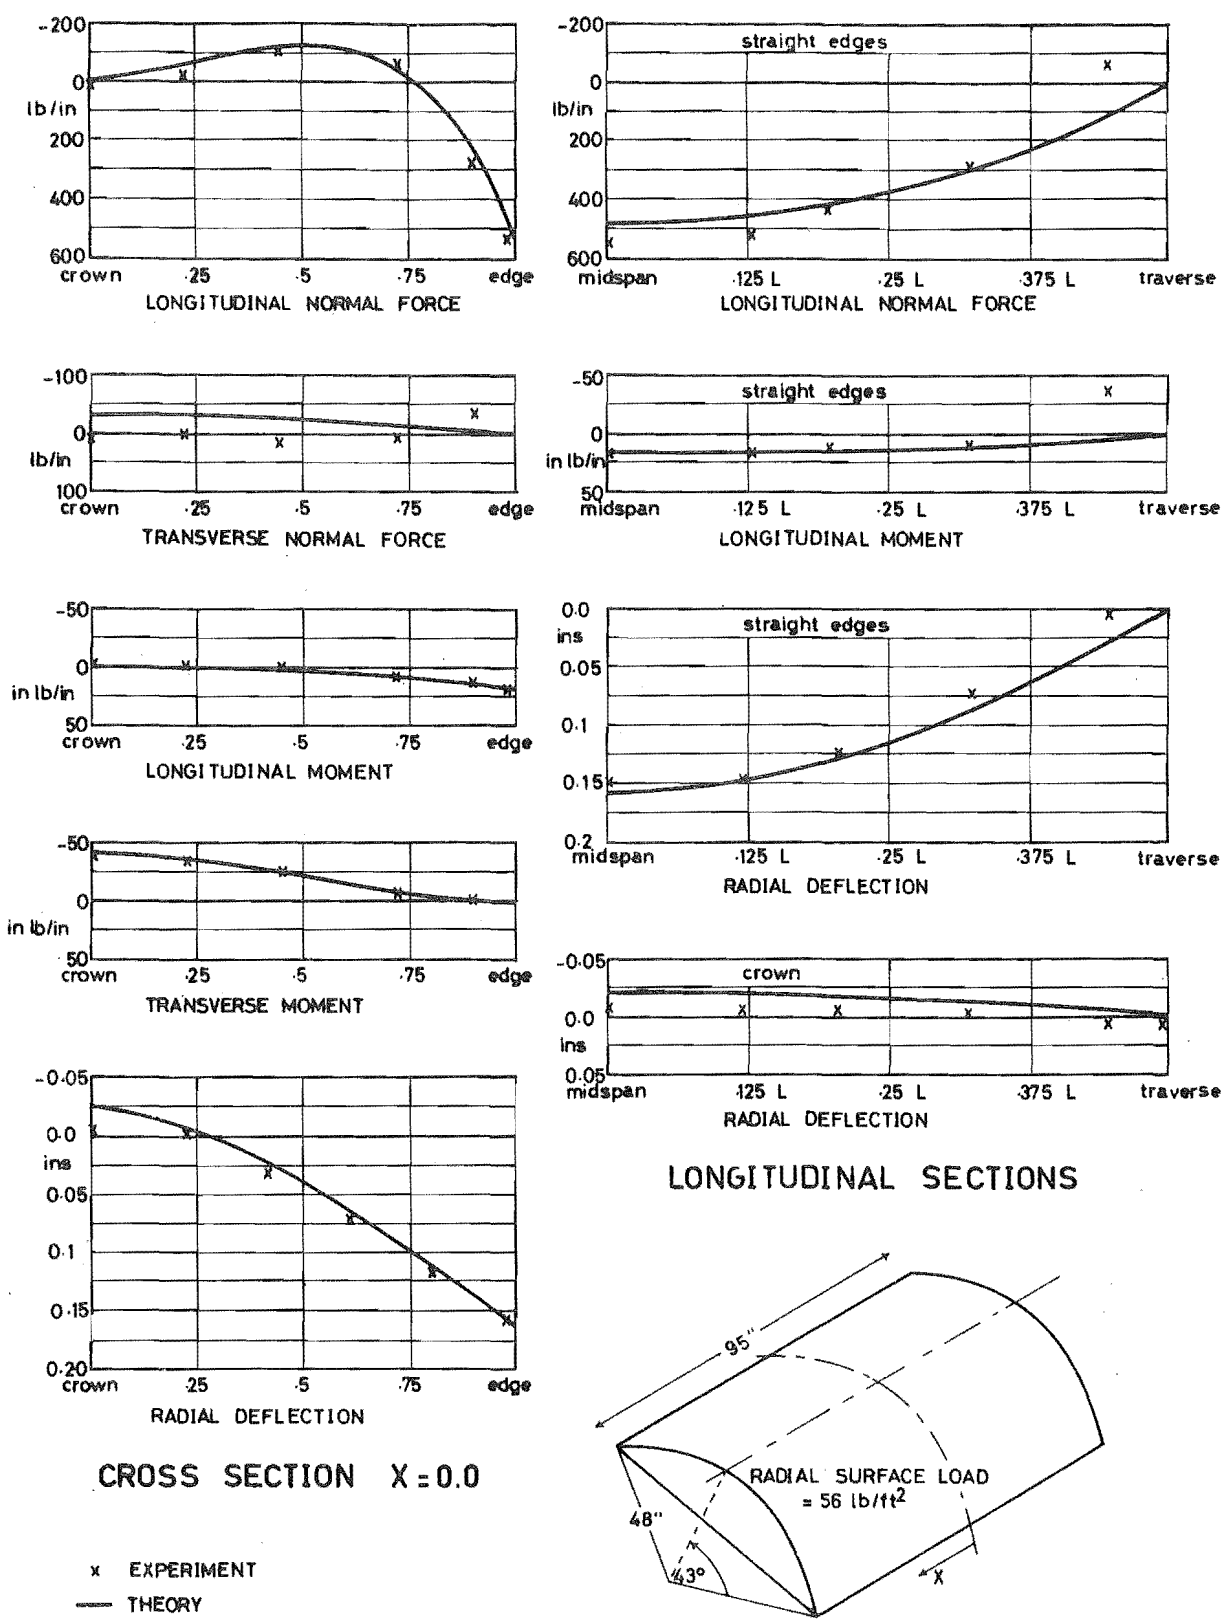 -200
0
lb/in
200
400
600
crown .25 .5 .75 edge
LONGITUDINAL NORMAL FORCE
-100
0
lb/in
100
crown .25 .5 .75 edge
TRANSVERSE NORMAL FORCE
-50
0
in lb/in
50
crown .25 .5 .75 edge
LONGITUDINAL MOMENT
-50
0
in lb/in
50
crown .25 .5 .75 edge
TRANSVERSE MOMENT
-0.05
0.0
ins
0.05
0.1
0.15
0.20
crown .25 .5 .75 edge
RADIAL DEFLECTION
CROSS SECTION X=0.0
x EXPERIMENT
— THEORY
-200
straight edges
0
lb/in
200
400
600
midspan .125 L .25 L .375 L traverse
LONGITUDINAL NORMAL FORCE
-50
straight edges
0
in lb/in
50
midspan .125 L .25 L .375 L traverse
LONGITUDINAL MOMENT
0.0
straight edges
ins
0.05
0.1
0.15
0.2
midspan .125 L .25 L .375 L traverse
RADIAL DEFLECTION
-0.05
crown
0.0
ins
0.05
midspan .125 L .25 L .375 L traverse
RADIAL DEFLECTION
LONGITUDINAL SECTIONS
95"
RADIAL SURFACE LOAD
= 56 lb/ft²
48"
43°
X